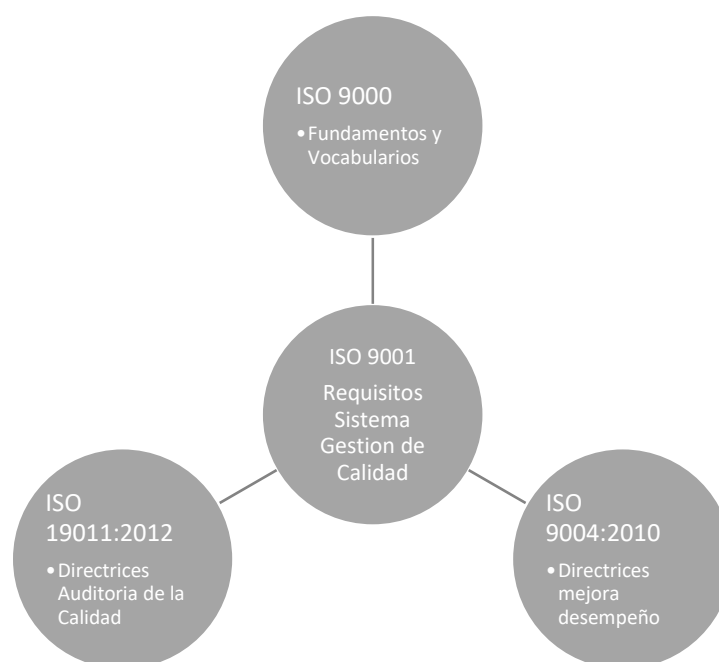 ISO 9000
•Fundamentos y
Vocabularios
ISO 9001
Requisitos
Sistema
Gestion de
Calidad
ISO
19011:2012
•Directrices
Auditoria de la
Calidad
ISO
9004:2010
•Directrices
mejora
desempeño